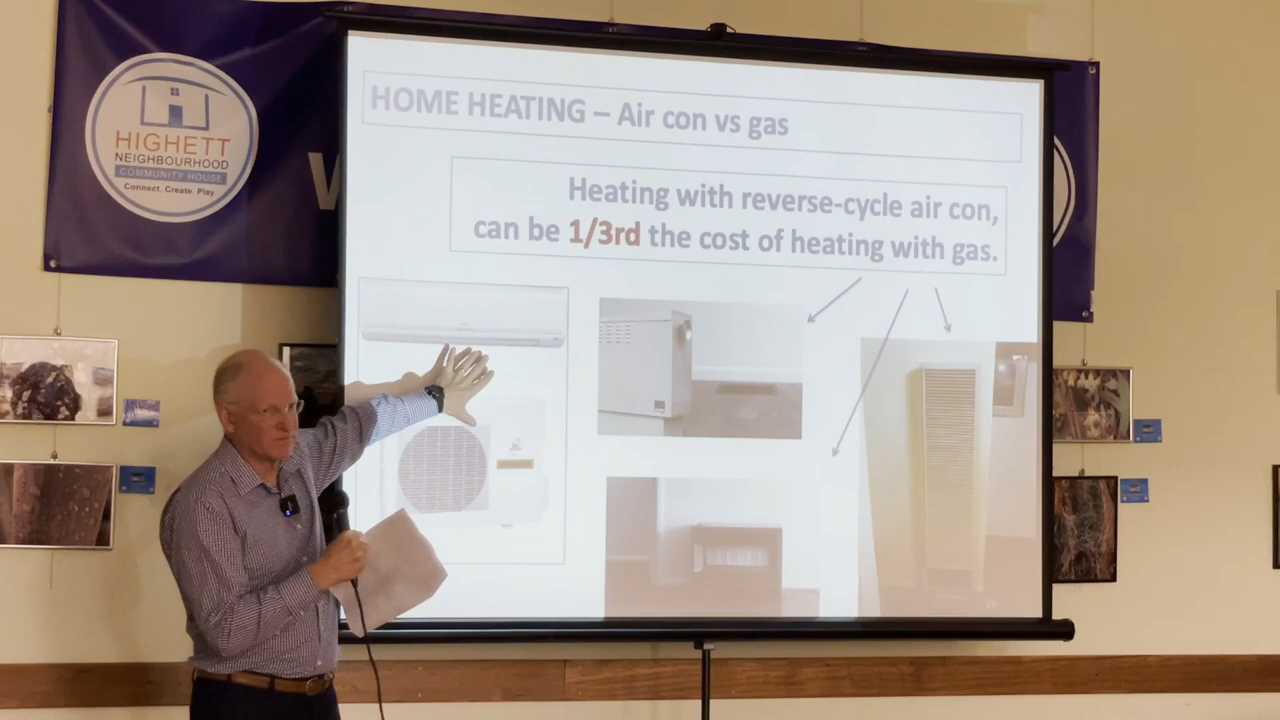 HIGHETT
NEIGHBOURHOOD
COMMUNITY HOUSE
Connect. Create. Play
HOME HEATING – Air con vs gas
Heating with reverse-cycle air con,
can be 1/3rd the cost of heating with gas.